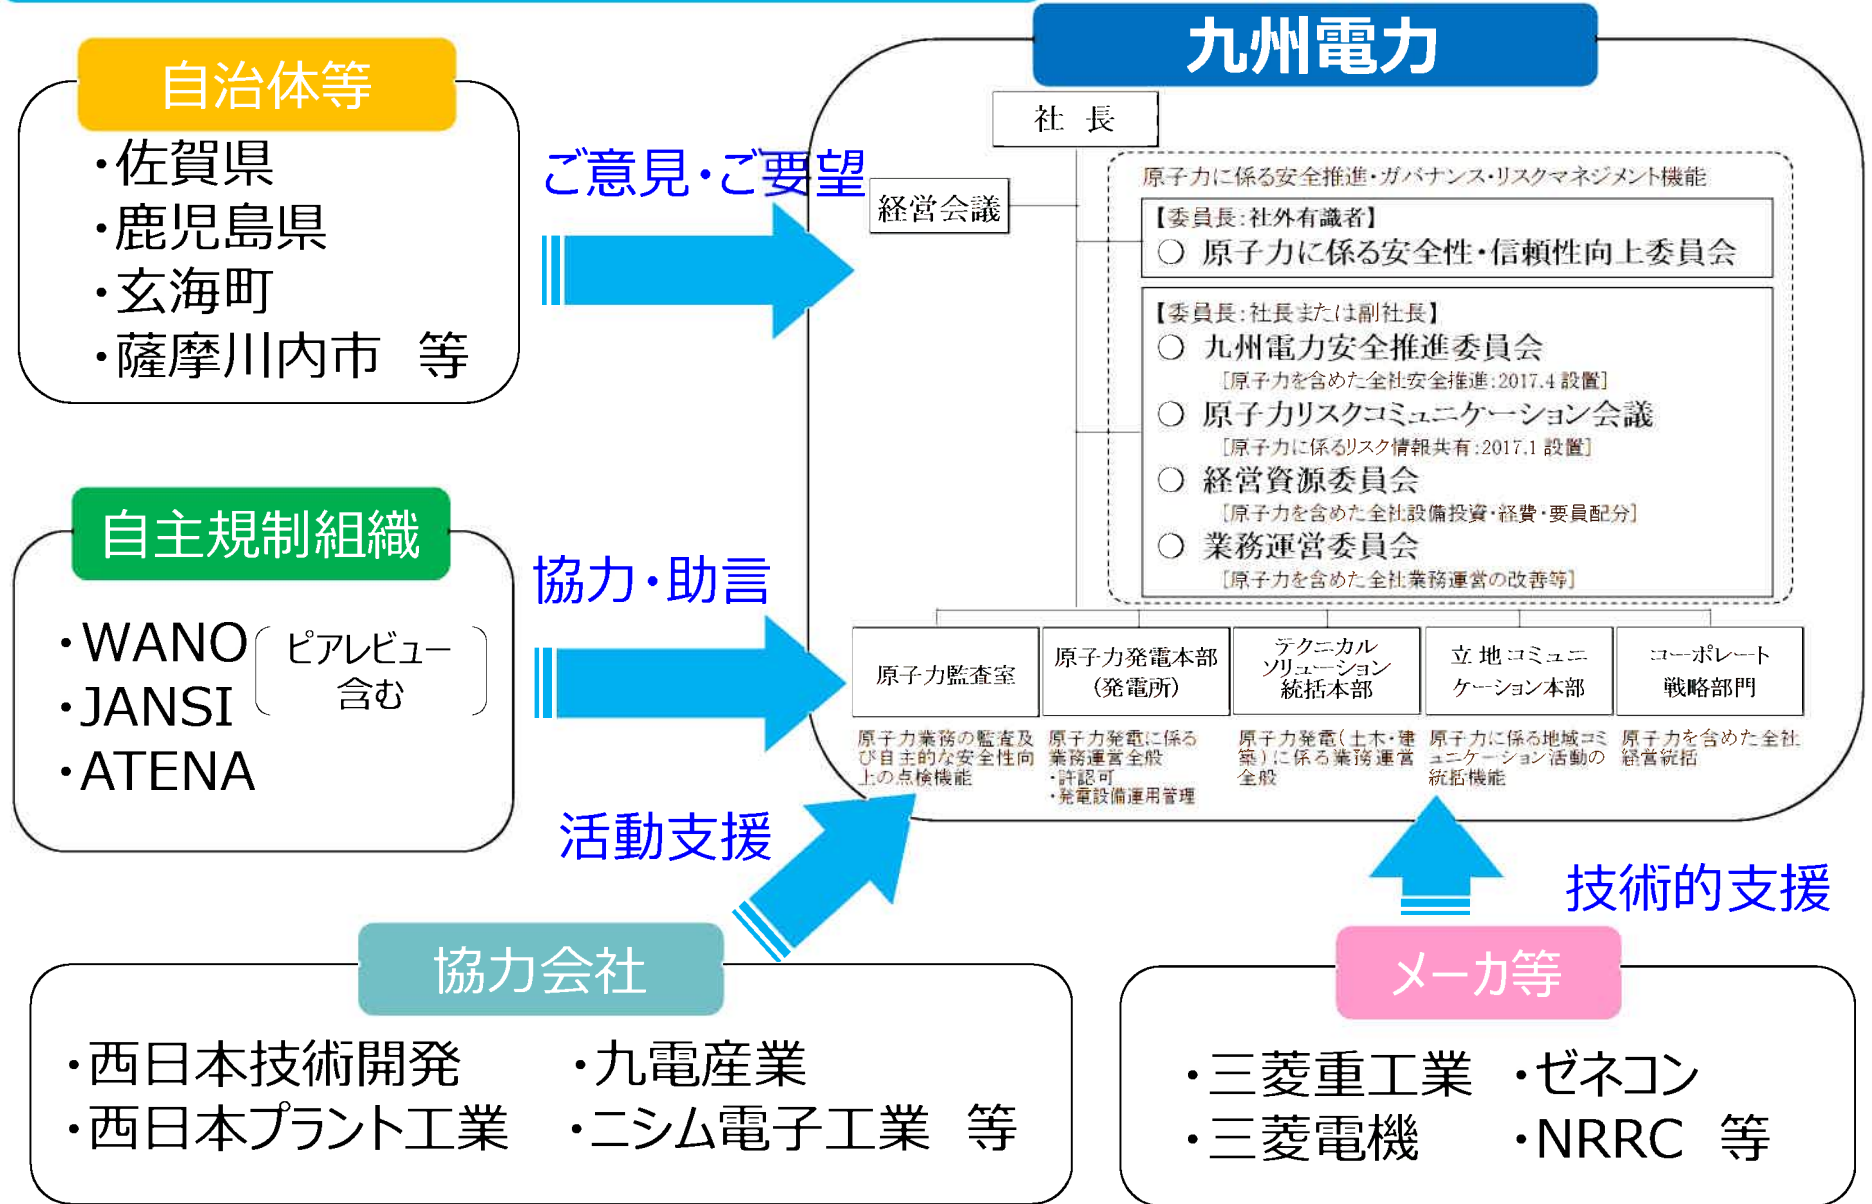 九州電力
自治体等
・佐賀県
・鹿児島県
・玄海町
・薩摩川内市 等
ご意見・ご要望
社 長
経営会議
原子力に係る安全推進・ガバナンス・リスクマネジメント機能
【委員長:社外有識者】
○ 原子力に係る安全性・信頼性向上委員会
【委員長:社長または副社長】
○ 九州電力安全推進委員会
[原子力を含めた全社安全推進:2017.4 設置]
○ 原子力リスクコミュニケーション会議
[原子力に係るリスク情報共有:2017.1 設置]
○ 経営資源委員会
[原子力を含めた全社設備投資・経費・要員配分]
○ 業務運営委員会
[原子力を含めた全社業務運営の改善等]
自主規制組織
・WANO
・JANSI
ピアレビュー
含む
・ATENA
協力・助言
原子力監査室
原子力業務の監査及
び自主的な安全性向
上の点検機能
原子力発電本部
(発電所)
原子力発電に係る
業務運営全般
・許認可
・発電設備運用管理
テクニカル
ソリューション
統括本部
原子力発電(土木・建
築)に係る業務運営
全般
立地コミュニ
ケーション本部
原子力に係る地域コミ
ュニケーション活動の
統括機能
コーポレート
戦略部門
原子力を含めた全社
経営統括
活動支援
技術的支援
協力会社
・西日本技術開発 ・九電産業
・西日本プラント工業 ・ニシム電子工業 等
メーカ等
・三菱重工業 ・ゼネコン
・三菱電機 ・NRRC 等